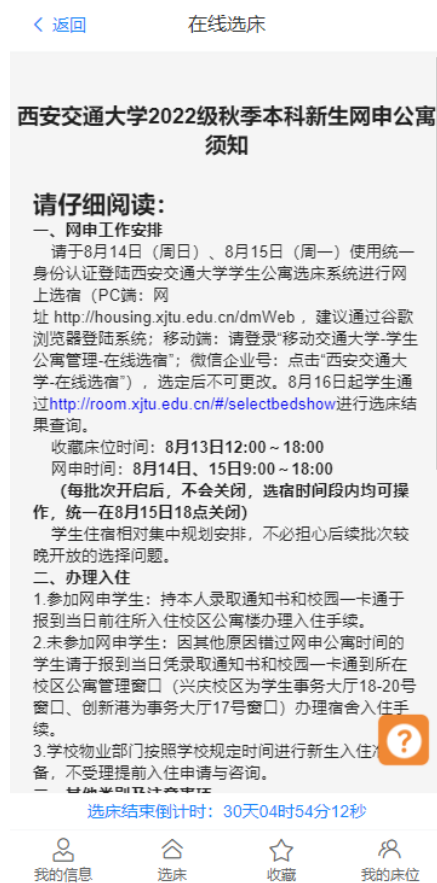 返回 在线选床
西安交通大学2022级秋季本科新生网申公寓
须知
请仔细阅读：
一、网申工作安排
请于8月14日（周日）、8月15日（周一）使用统一
身份认证登陆西安交通大学学生公寓选床系统进行网
上选宿（PC端：网
址 http://housing.xjtu.edu.cn/dmWeb ，建议通过谷歌
浏览器登陆系统；移动端：请登录“移动交通大学-学生
公寓管理-在线选宿”；微信企业号：点击“西安交通大
学-在线选宿”），选定后不可更改。8月16日起学生通
过http://room.xjtu.edu.cn/#/selectbedshow进行选床结
果查询。
收藏床位时间：8月13日12:00～18:00
网申时间：8月14日、15日9:00～18:00
（每批次开启后，不会关闭，选宿时间段内均可操
作，统一在8月15日18点关闭）
学生住宿相对集中规划安排，不必担心后续批次较
晚开放的选择问题。
二、办理入住
1.参加网申学生：持本人录取通知书和校园一卡通于
报到当日前往所入住校区公寓楼办理入住手续。
2.未参加网申学生：因其他原因错过网申公寓时间的
学生请于报到当日凭录取通知书和校园一卡通到所在
校区公寓管理窗口（兴庆校区为学生事务大厅18-20号
窗口、创新港为事务大厅17号窗口）办理宿舍入住手
续。
3.学校物业部门按照学校规定时间进行新生入住准
备，不受理提前入住申请与咨询。
三、其他类别及注意事项
选床结束倒计时：30天04时54分12秒
我的信息 选床 收藏 我的床位